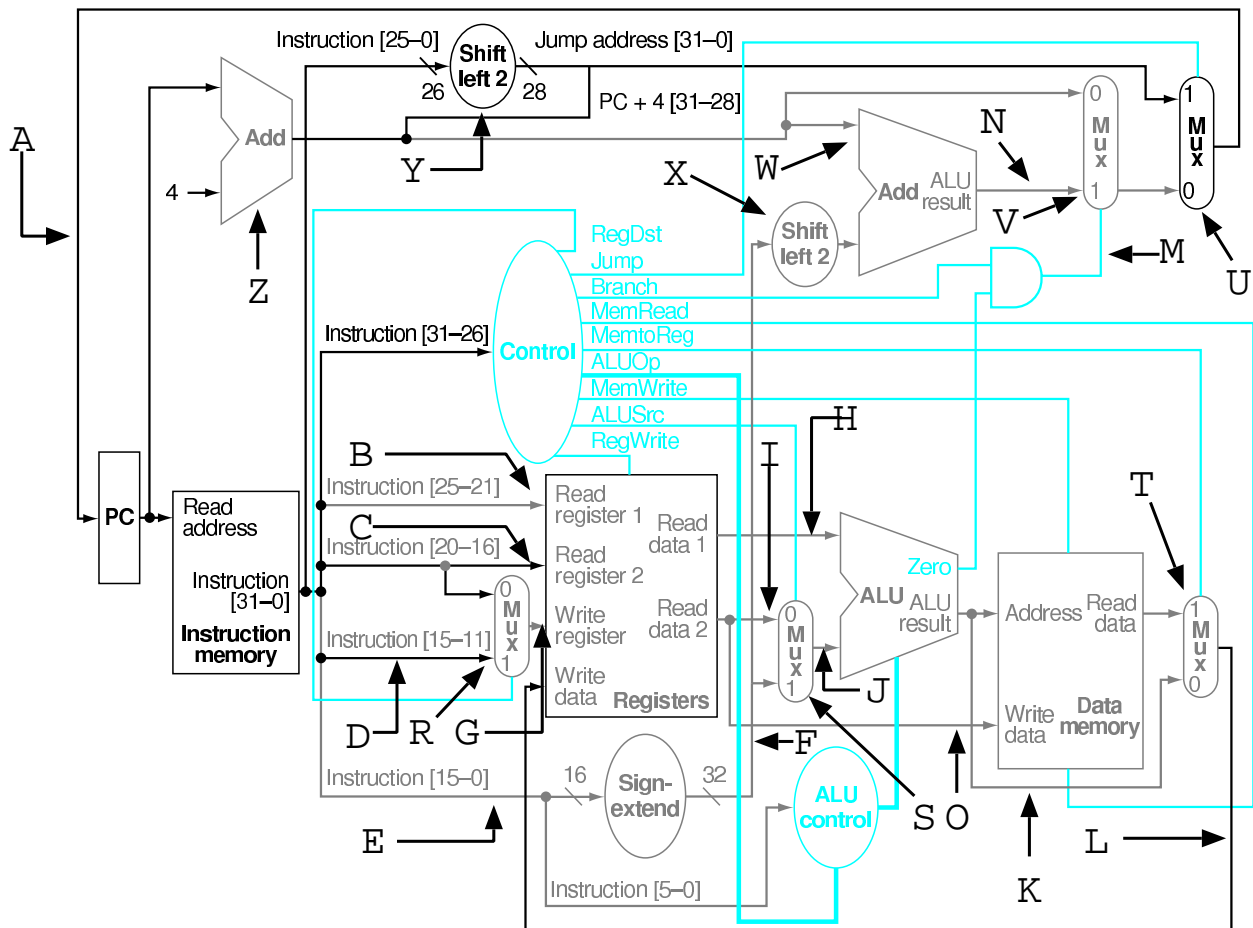 Instruction [25–0]
Shift
left 2
Jump address [31–0]
26
28
PC + 4 [31–28]
A
Add
4
Y
Z
X
W
N
V
M
U
0
M
u
x
1
1
M
u
x
0
Add
ALU
result
Shift
left 2
RegDst
Jump
Branch
MemRead
MemtoReg
ALUOp
MemWrite
ALUSrc
RegWrite
Instruction [31–26]
Control
B
H
I
T
Instruction [25–21]
C
Instruction [20–16]
Instruction [15–11]
PC
Read
address
Instruction
[31–0]
Instruction
memory
0
M
u
x
1
Read
register 1
Read
register 2
Write
register
Write
data
Read
data 1
Read
data 2
Registers
0
M
u
x
1
Zero
ALU
ALU
result
Address
Read
data
Write
data
Data
memory
1
M
u
x
0
D
R
G
J
F
Instruction [15–0]
16
Sign-
extend
32
ALU
control
S
O
E
L
K
Instruction [5–0]